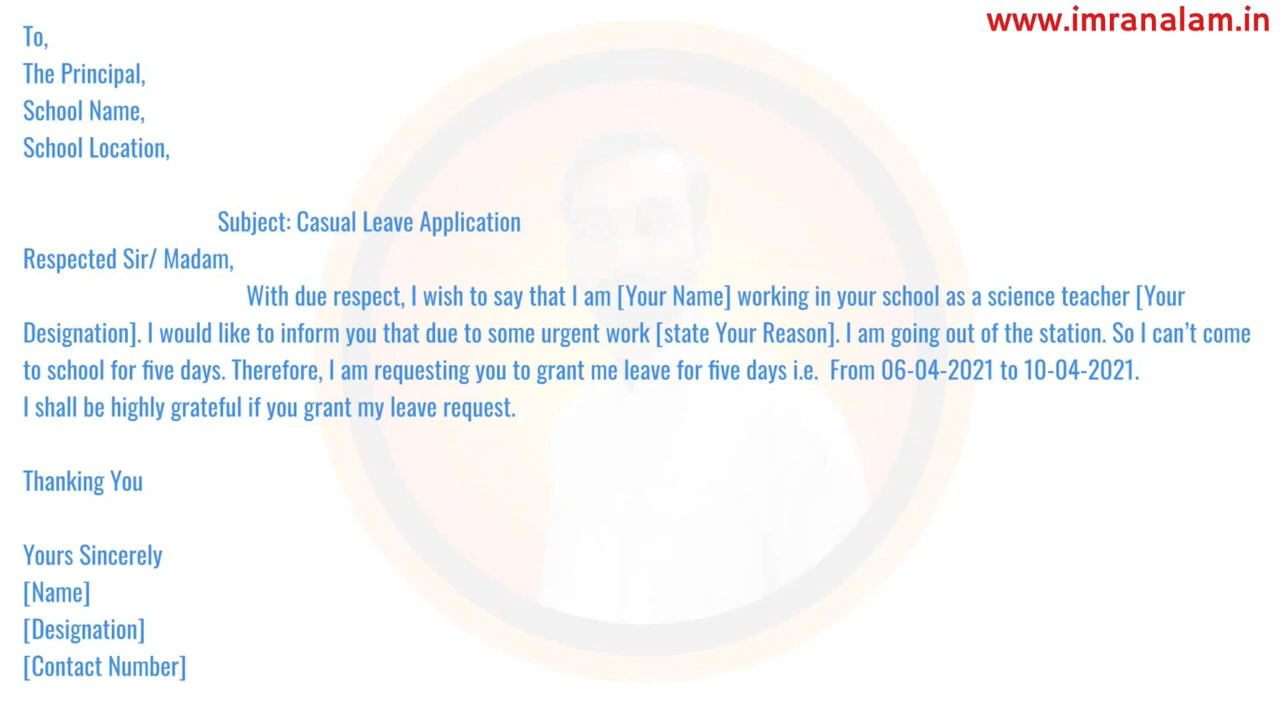 www.imranalam.in
To,
The Principal,
School Name,
School Location,
Subject: Casual Leave Application
Respected Sir/ Madam,
With due respect, I wish to say that I am [Your Name] working in your school as a science teacher [Your
Designation]. I would like to inform you that due to some urgent work [state Your Reason]. I am going out of the station. So I can’t come
to school for five days. Therefore, I am requesting you to grant me leave for five days i.e.  From 06-04-2021 to 10-04-2021.
I shall be highly grateful if you grant my leave request.
Thanking You
Yours Sincerely
[Name]
[Designation]
[Contact Number]